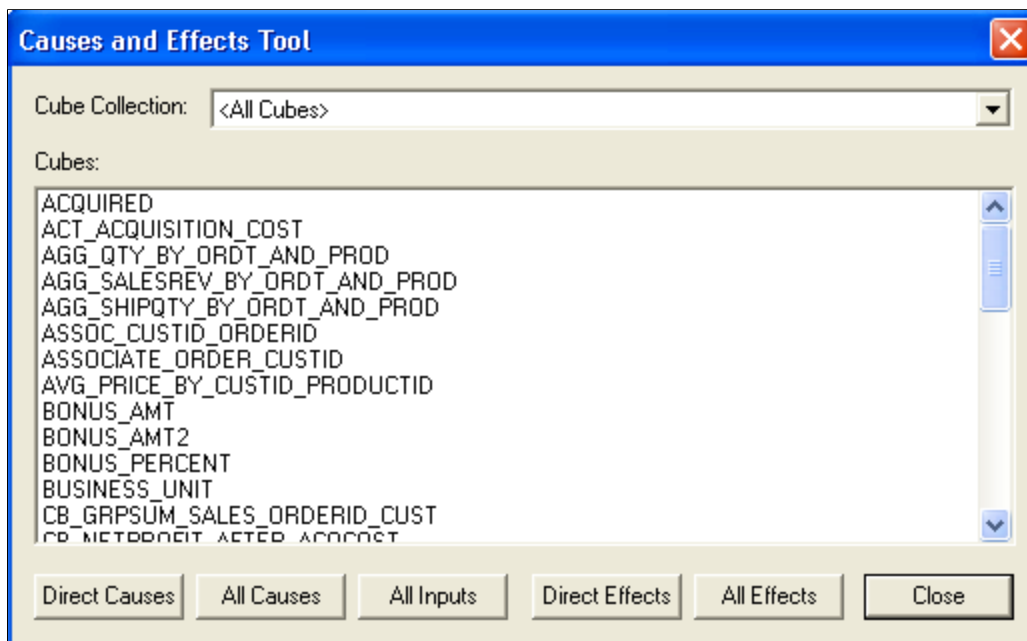 Causes and Effects Tool
Cube Collection: <All Cubes>
Cubes:
ACQUIRED
ACT_ACQUISITION_COST
AGG_QTY_BY_ORDT_AND_PROD
AGG_SALESREV_BY_ORDT_AND_PROD
AGG_SHIPQTY_BY_ORDT_AND_PROD
ASSOC_CUSTID_ORDERID
ASSOCIATE_ORDER_CUSTID
AVG_PRICE_BY_CUSTID_PRODUCTID
BONUS_AMT
BONUS_AMT2
BONUS_PERCENT
BUSINESS_UNIT
CB_GRPSUM_SALES_ORDERID_CUST
CB_NETPROFIT_AFTER_ACQCOST
Direct Causes All Causes All Inputs Direct Effects All Effects Close